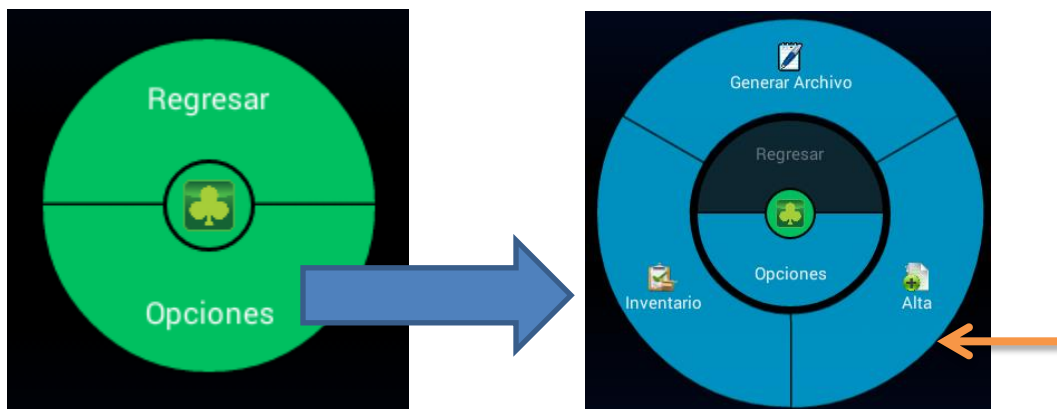 Regresar
Opciones
Generar Archivo
Regresar
Opciones
Inventario
Alta